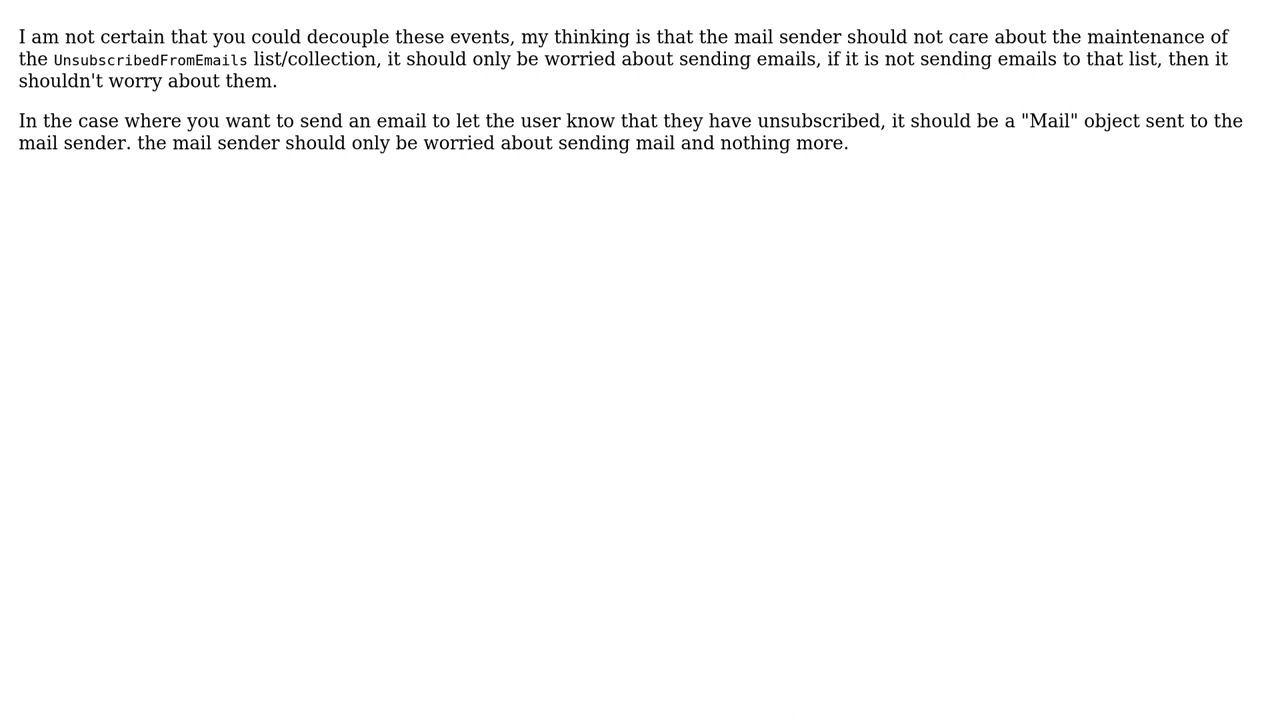 I am not certain that you could decouple these events, my thinking is that the mail sender should not care about the maintenance of
the UnsubscribedFromEmails list/collection, it should only be worried about sending emails, if it is not sending emails to that list, then it
shouldn't worry about them.
In the case where you want to send an email to let the user know that they have unsubscribed, it should be a "Mail" object sent to the
mail sender. the mail sender should only be worried about sending mail and nothing more.